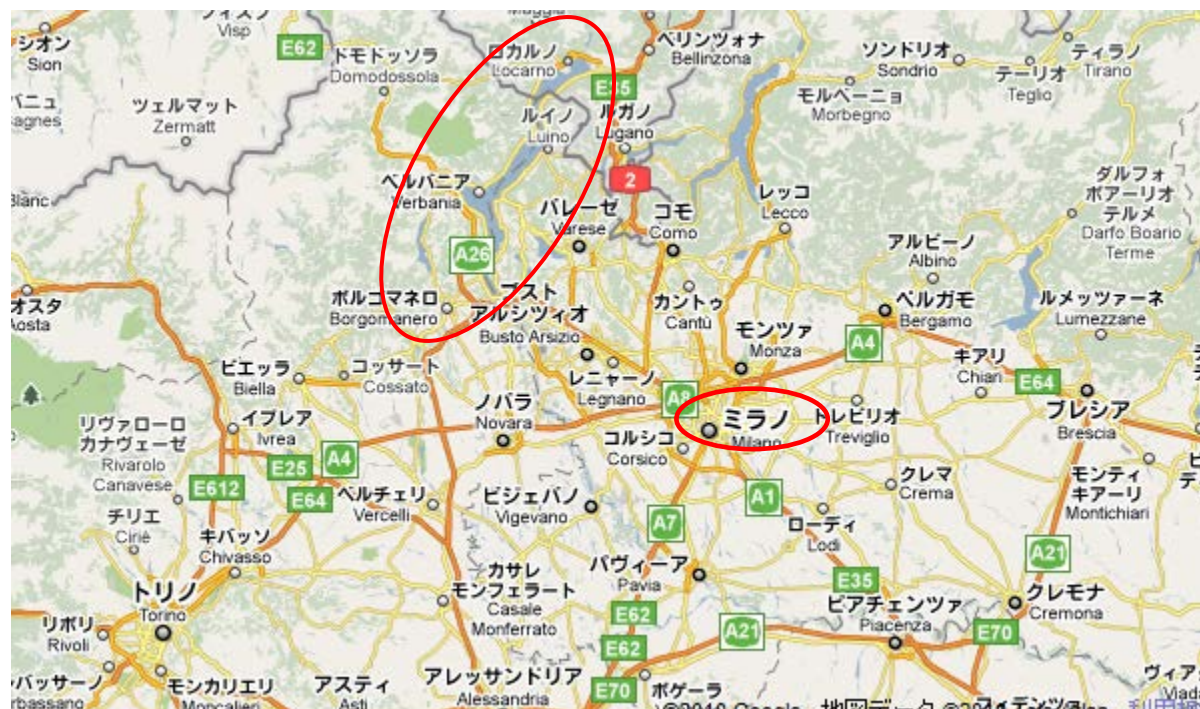 Visp
シオン
Sion
E62
ドモドッソラ
Domodossola
ロカルノ
Locarno
ベリンツォナ
Bellinzona
ソンドリオ
Sondrio
ティラノ
Tirano
テーリオ
Teglio
モルベーニョ
Morbegno
ツェルマット
Zermatt
ルイノ
Luino
ルガノ
Lugano
2
ベルバニア
Verbania
バレーゼ
Varese
コモ
Como
レッコ
Lecco
ダルフォ
ボアーリオ
テルメ
Darfo Boario
Terme
アルビーノ
Albino
A26
ボルゴマネロ
Borgomanero
ブスト
アルシツィオ
Busto Arsizio
カントゥ
Cantù
ベルガモ
Bergamo
ルメッツァーネ
Lumezzane
モンツァ
Monza
A4
キアリ
Chiari
E64
ビエッラ
Biella
コッサート
Cossato
レニャーノ
Legnano
A8
ミラノ
Milano
トレビリオ
Treviglio
ブレシア
Brescia
ノバラ
Novara
コルシコ
Corsico
リヴァローロ
カナヴェーゼ
Rivarolo
Canavese
イブレア
Ivrea
E25
A4
E612
E64
ベルチェリ
Vercelli
ビジェバノ
Vigevano
A7
A1
クレマ
Crema
ローディ
Lodi
モンティ
キアーリ
Montichiari
A21
チリエ
Ciriè
キバッソ
Chivasso
トリノ
Torino
カサレ
モンフェラート
Casale
Monferrato
パヴィーア
Pavia
E62
E62
A21
E35
ピアチェンツァ
Piacenza
クレモナ
Cremona
E70
リボリ
Rivoli
モンカリエリ
Moncalieri
アスティ
Asti
アレッサンドリア
Alessandria
E70
ボゲーラ